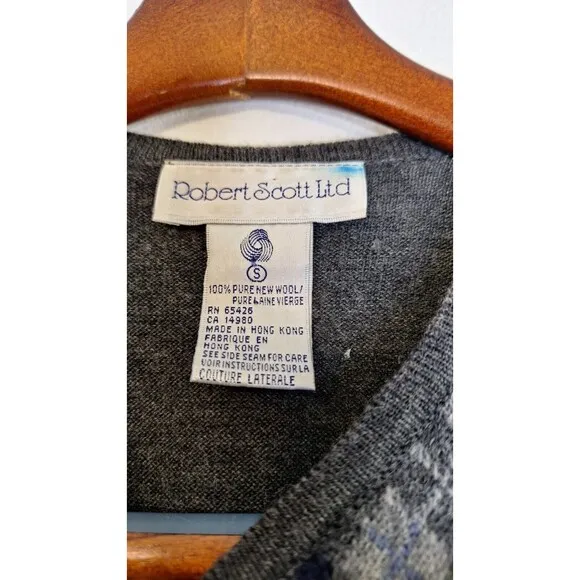 Robert Scott Ltd
S
100% PURE NEW WOOL/
PURE LAINE VIERGE
RN 65426
CA 14980
MADE IN HONG KONG
FABRIQUE EN
HONG KONG
SEE SIDE SEAM FOR CARE
VOIR INSTRUCTIONS SUR LA
COUTURE LATERALE